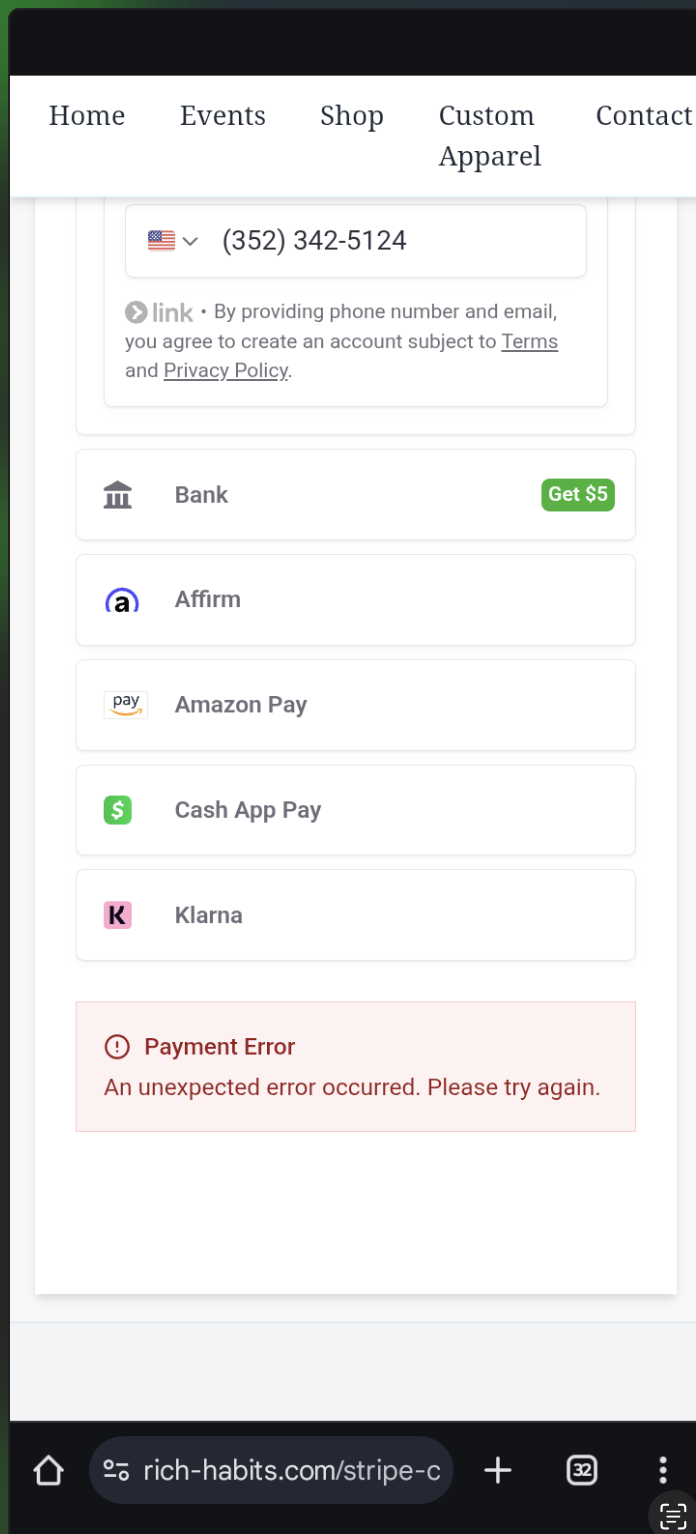 Home Events Shop Custom Apparel Contact
(352) 342-5124
link • By providing phone number and email,
you agree to create an account subject to Terms
and Privacy Policy.
Bank Get $5
a Affirm
pay Amazon Pay
$ Cash App Pay
K Klarna
! Payment Error
An unexpected error occurred. Please try again.
rich-habits.com/stripe-c 32